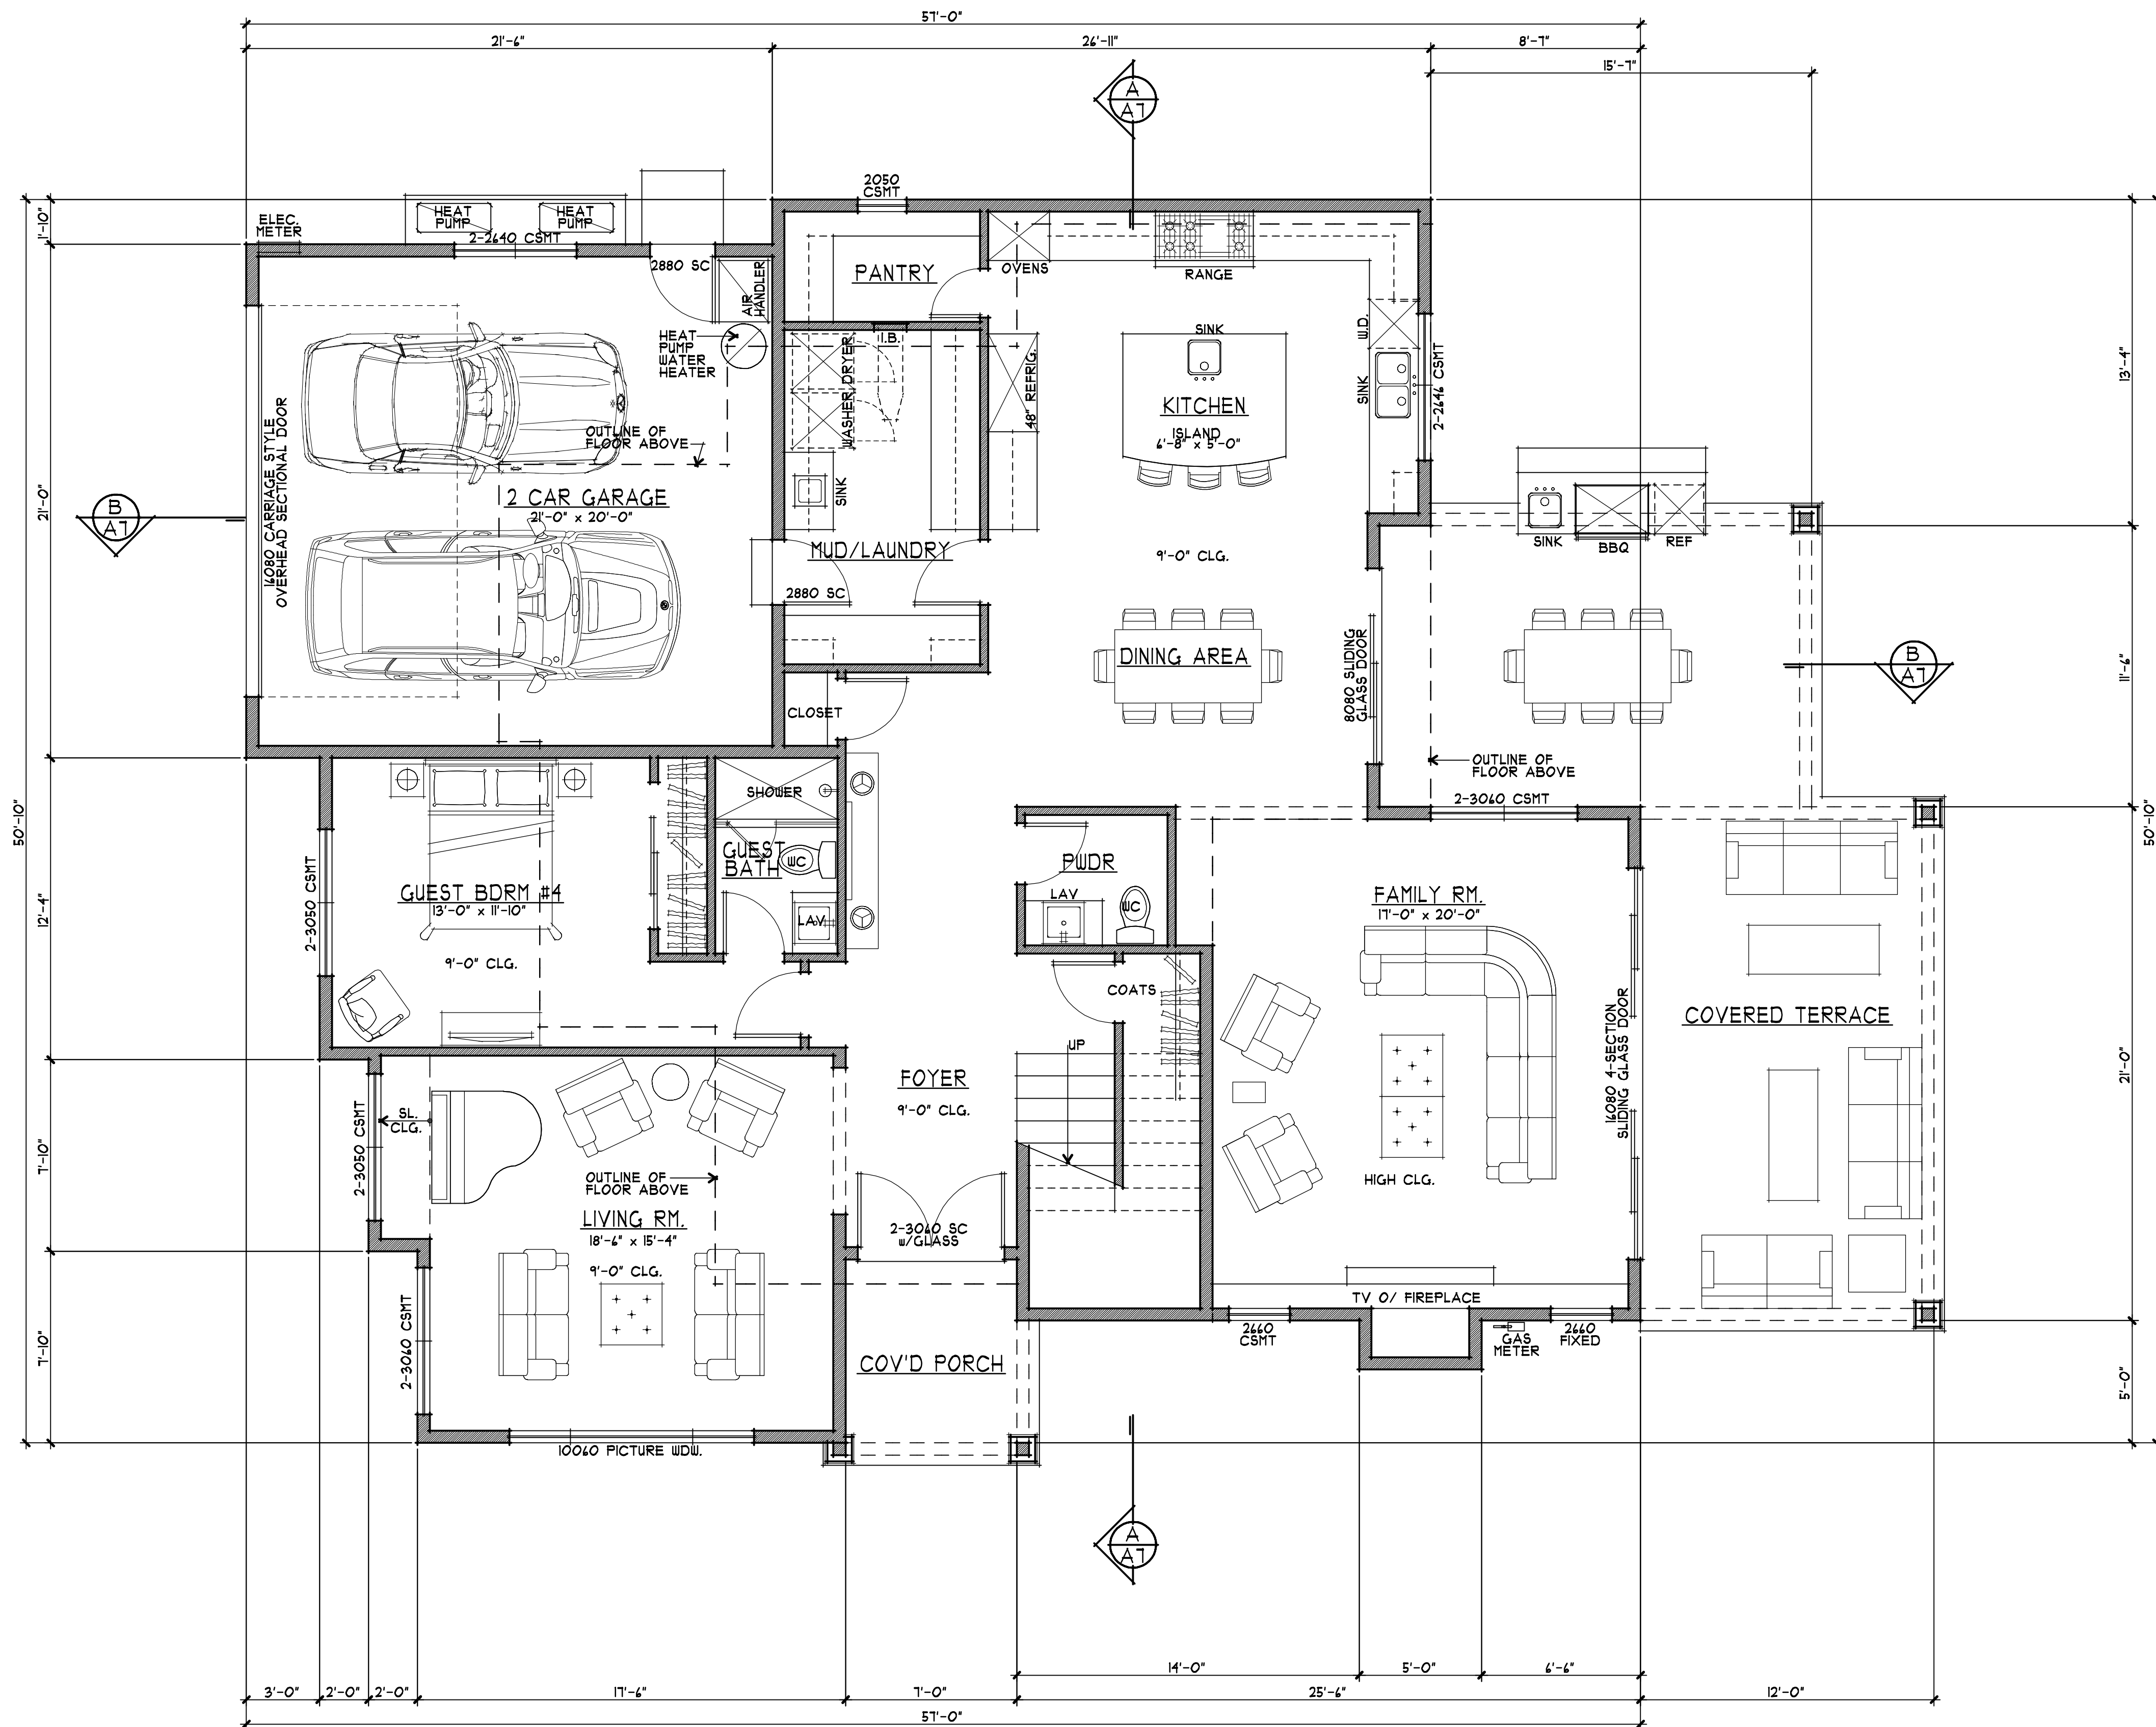 57'-0"
21'-6"
26'-11"
8'-7"
15'-7"
A
A7
2050
CSMT
HEAT
PUMP
HEAT
PUMP
ELEC.
METER
2-2640 CSMT
1'-10"
2880 SC
AIR
HANDLER
PANTRY
OVENS
RANGE
HEAT
PUMP
WATER
HEATER
I.B.
WASHER DRYER
48" REFRIG.
SINK
W.D.
SINK
2-2646 CSMT
13'-4"
KITCHEN
ISLAND
6'-8" x 5'-0"
OUTLINE OF
FLOOR ABOVE
16080 CARRIAGE STYLE
OVERHEAD SECTIONAL DOOR
2 CAR GARAGE
21'-0" x 20'-0"
21'-0"
B
A7
SINK
MUD/LAUNDRY
9'-0" CLG.
SINK
BBQ
REF
2880 SC
DINING AREA
8080 SLIDING
GLASS DOOR
B
A7
11'-6"
CLOSET
OUTLINE OF
FLOOR ABOVE
50'-10"
50'-10"
SHOWER
2-3060 CSMT
GUEST
BATH
WC
LAV
PWDR
LAV
WC
GUEST BDRM #4
13'-0" x 11'-10"
9'-0" CLG.
2-3050 CSMT
12'-4"
FAMILY RM.
17'-0" x 20'-0"
COATS
COVERED TERRACE
16080 4-SECTION
SLIDING GLASS DOOR
21'-0"
UP
FOYER
9'-0" CLG.
SL.
CLG.
2-3050 CSMT
7'-10"
OUTLINE OF
FLOOR ABOVE
HIGH CLG.
LIVING RM.
18'-6" x 15'-4"
9'-0" CLG.
2-3060 SC
W/GLASS
TV O/ FIREPLACE
2-3060 CSMT
7'-10"
2660
CSMT
GAS
METER
2660
FIXED
COV'D PORCH
5'-0"
10060 PICTURE WDW.
A
A7
14'-0"
5'-0"
6'-6"
3'-0"
2'-0"
2'-0"
17'-6"
7'-0"
25'-6"
12'-0"
57'-0"